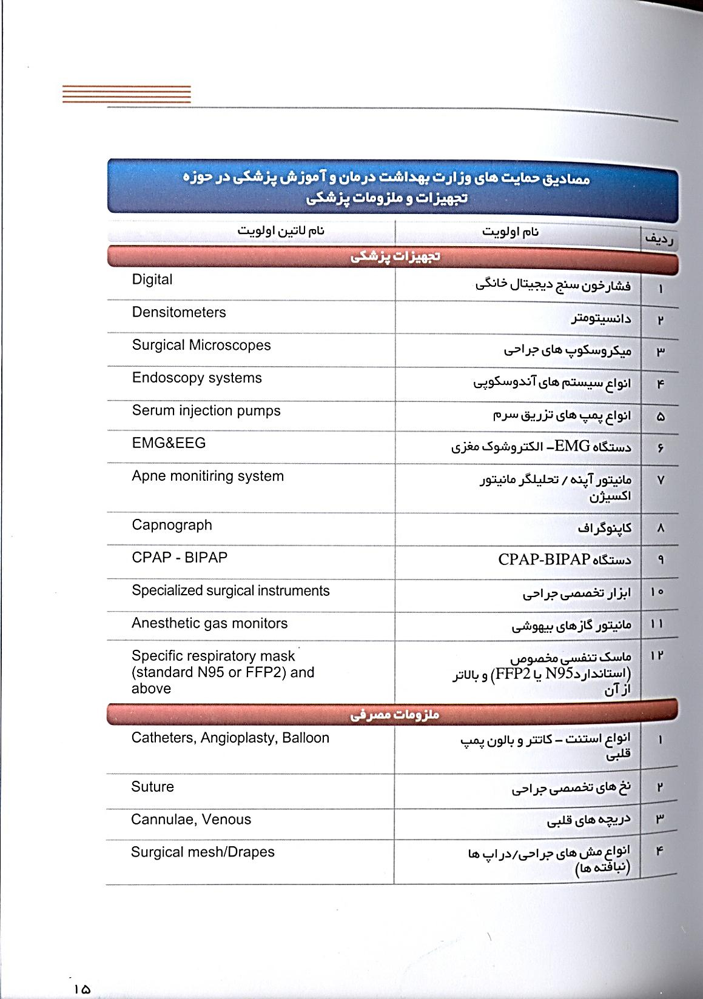 مصادیق حمایت های وزارت بهداشت درمان و آموزش پزشکی در حوزه
تجهیزات و ملزومات پزشکی
ردیف نام اولویت نام لاتین اولویت
تجهیزات پزشکی
۱ فشارخون سنج دیجیتال خانگی Digital
۲ دانسیتومتر Densitometers
۳ میکروسکوپ های جراحی Surgical Microscopes
۴ انواع سیستم های آندوسکوپی Endoscopy systems
۵ انواع پمپ های تزریق سرم Serum injection pumps
۶ دستگاه EMG– الکتروشوک مغزی EMG&EEG
۷ مانیتور آپنه / تحلیلگر مانیتور Apne monitiring system
اکسیژن
۸ کاپنوگراف Capnograph
۹ دستگاه CPAP-BIPAP CPAP - BIPAP
۱۰ ابزار تخصصی جراحی Specialized surgical instruments
۱۱ مانیتور گازهای بیهوشی Anesthetic gas monitors
۱۲ ماسک تنفسی مخصوص Specific respiratory mask
(استاندارد N95 یا FFP2) و بالاتر (standard N95 or FFP2) and
از آن above
ملزومات مصرفی
۱ انواع استنت – کاتتر و بالون پمپ Catheters, Angioplasty, Balloon
قلبی
۲ نخ های تخصصی جراحی Suture
۳ دریچه های قلبی Cannulae, Venous
۴ انواع مش های جراحی/دراپ ها Surgical mesh/Drapes
(نبافته ها)
۱۵